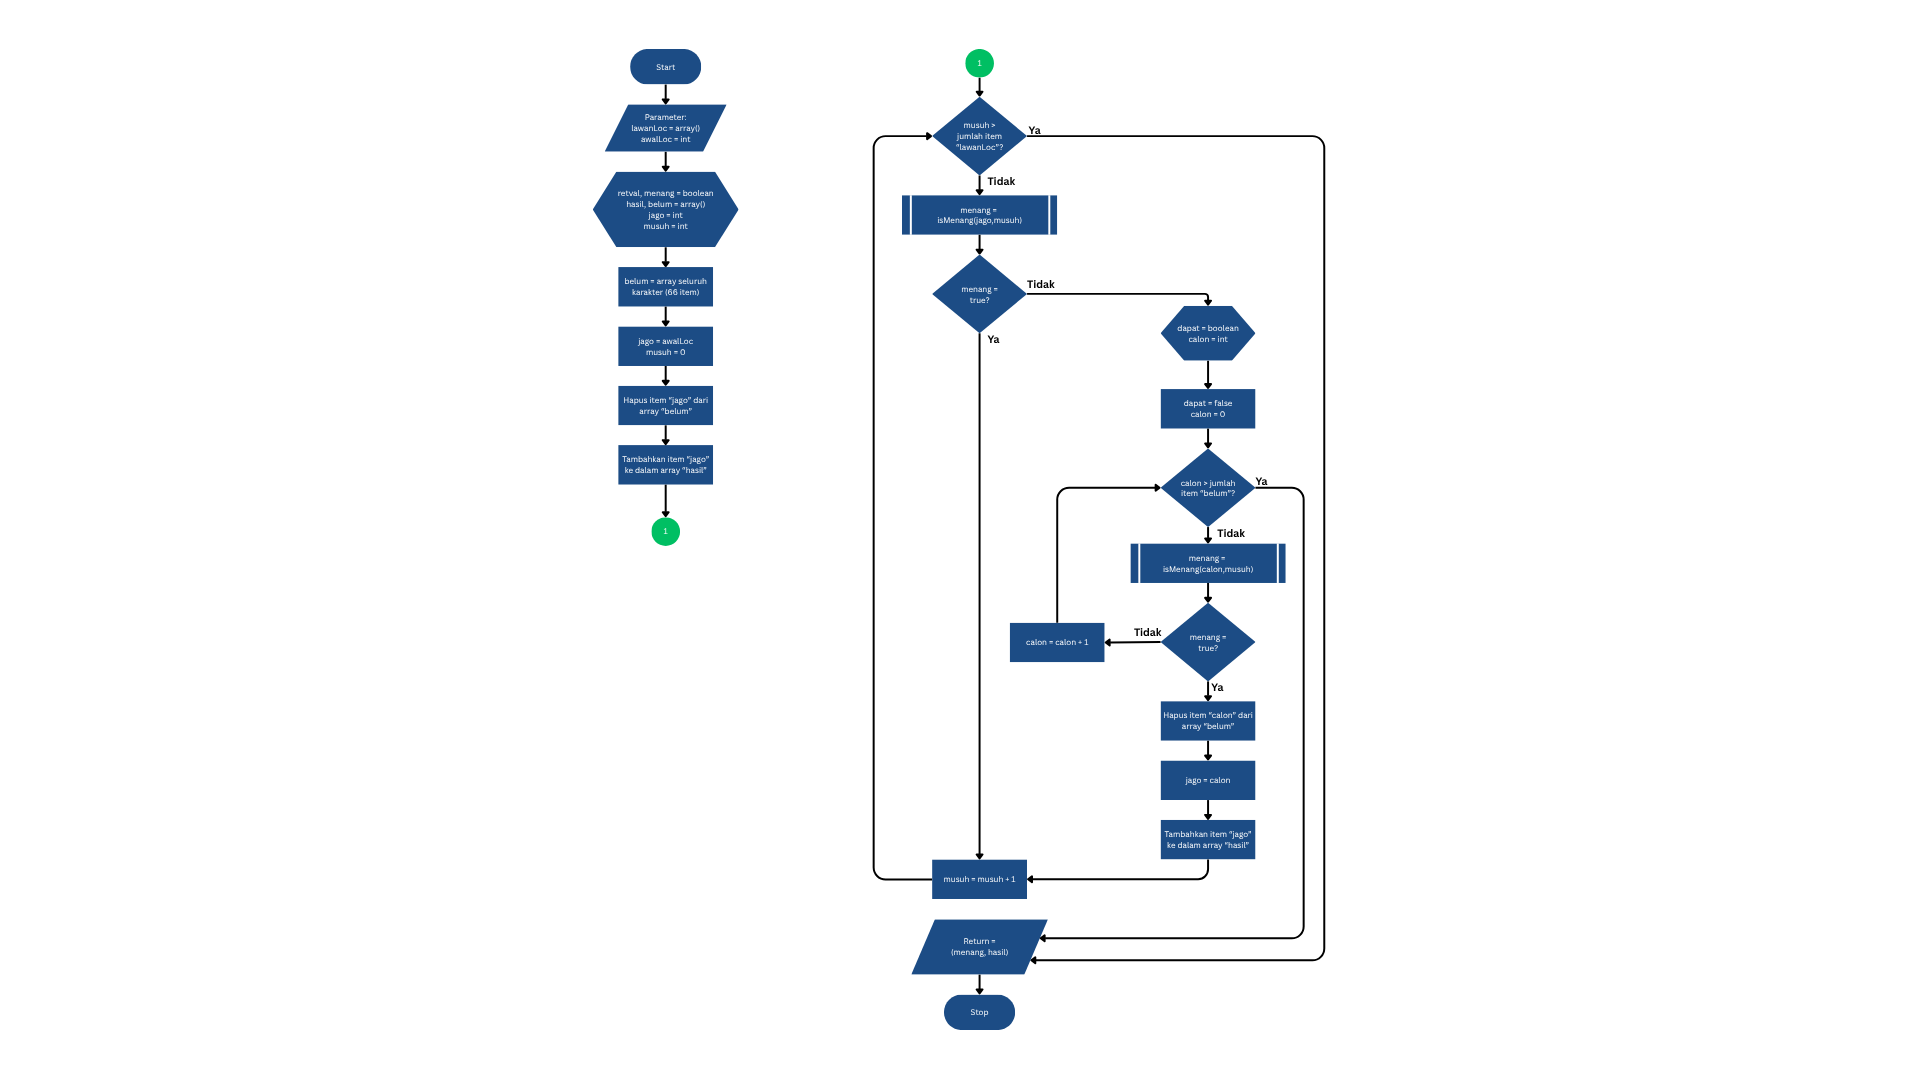 Start
Parameter:
lawanLoc = array()
awalLoc = int
retval, menang = boolean
hasil, belum = array()
jago = int
musuh = int
belum = array seluruh
karakter (66 item)
jago = awalLoc
musuh = 0
Hapus item "jago" dari
array "belum"
Tambahkan item "jago"
ke dalam array "hasil"
1
1
musuh >
jumlah item
"lawanLoc"?
Ya
Tidak
menang =
isMenang(jago,musuh)
menang =
true?
Tidak
Ya
dapat = boolean
calon = int
dapat = false
calon = 0
calon > jumlah
item "belum"?
Ya
Tidak
menang =
isMenang(calon,musuh)
menang =
true?
Tidak
calon = calon + 1
Ya
Hapus item "calon" dari
array "belum"
jago = calon
Tambahkan item "jago"
ke dalam array "hasil"
musuh = musuh + 1
Return =
(menang, hasil)
Stop